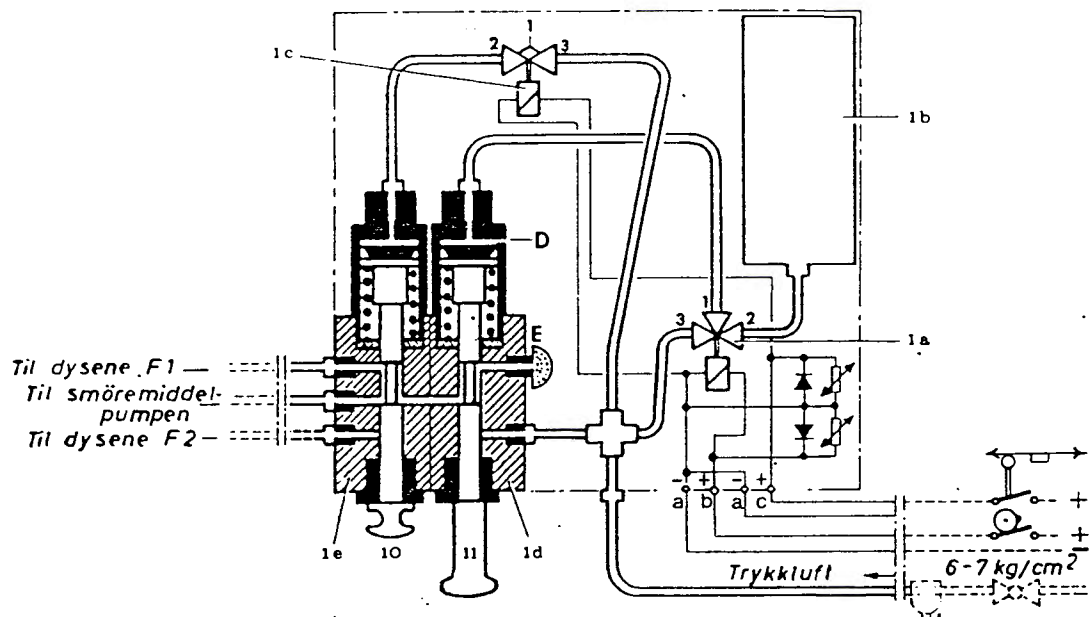 1
2 3
1c
1b
D
1
3 2
1a
E
Til dysene F1
Til smöremiddel-
pumpen
Til dysene F2
- + - +
a b a c
+
+
-
1e 10 11 1d
Trykkluft
6-7 kg/cm²